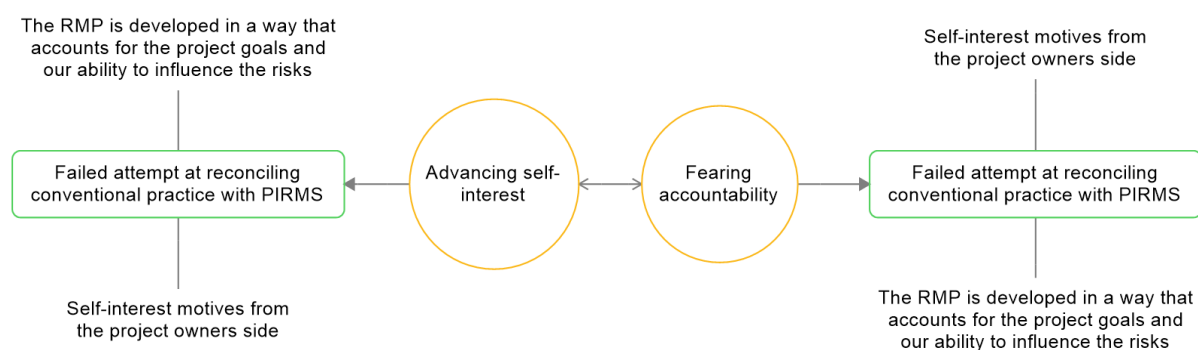 The RMP is developed in a way that
accounts for the project goals and
our ability to influence the risks
Failed attempt at reconciling
conventional practice with PIRMS
Self-interest motives from
the project owners side
Advancing self-
interest
Fearing
accountability
Self-interest motives from
the project owners side
Failed attempt at reconciling
conventional practice with PIRMS
The RMP is developed in a way that
accounts for the project goals and
our ability to influence the risks